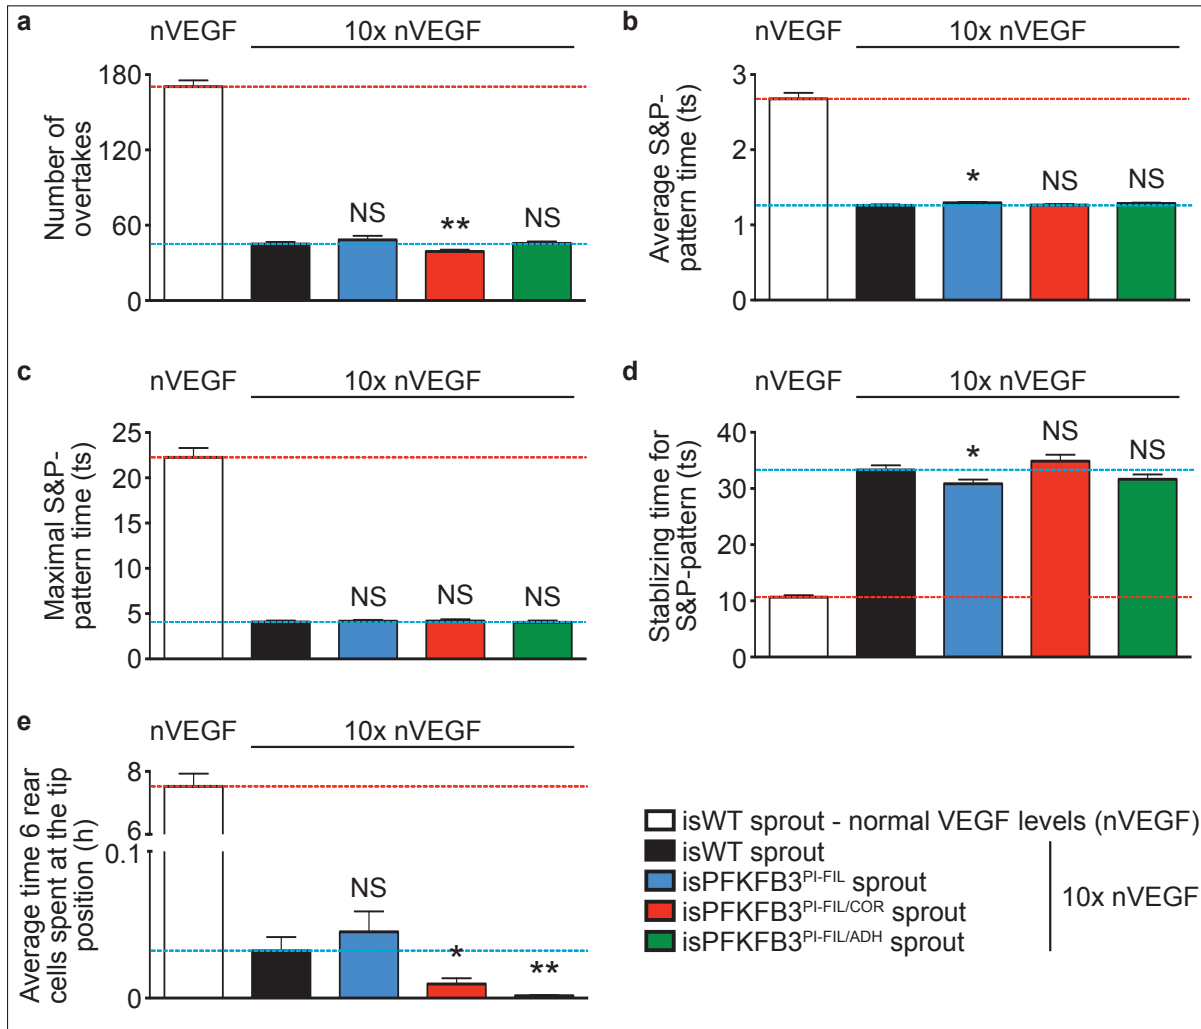 a
nVEGF 10x nVEGF
Number of
overtakes
180
120
60
0
NS
**
NS
b
nVEGF 10x nVEGF
Average S&P-
pattern time (ts)
3
2
1
0
*
NS
NS
c
nVEGF 10x nVEGF
Maximal S&P-
pattern time (ts)
25
20
15
10
5
0
NS
NS
NS
d
nVEGF 10x nVEGF
Stablizing time for
S&P-pattern (ts)
40
30
20
10
0
*
NS
NS
e
nVEGF 10x nVEGF
Average time 6 rear
cells spent at the tip
position (h)
8
6
0.1
0
NS
*
**
isWT sprout - normal VEGF levels (nVEGF)
isWT sprout
isPFKFB3PI-FIL sprout
isPFKFB3PI-FIL/COR sprout
isPFKFB3PI-FIL/ADH sprout
10x nVEGF